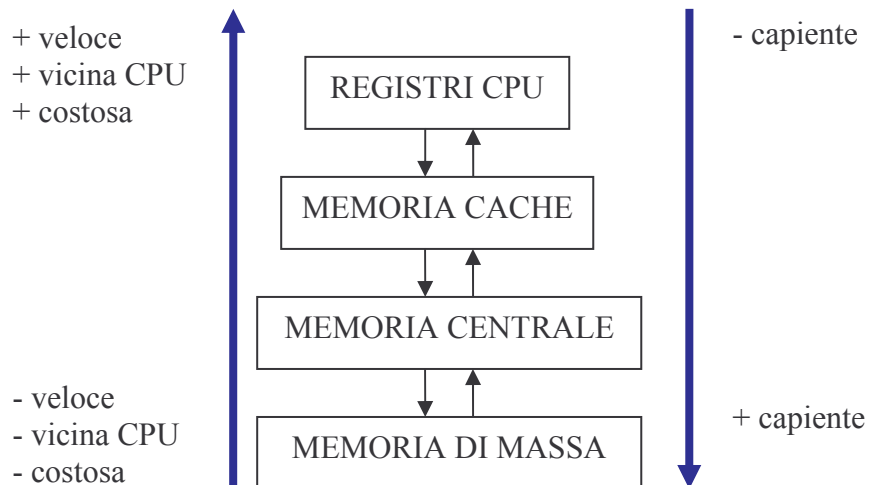 + veloce
+ vicina CPU
+ costosa
- capiente
REGISTRI CPU
MEMORIA CACHE
MEMORIA CENTRALE
MEMORIA DI MASSA
- veloce
- vicina CPU
- costosa
+ capiente